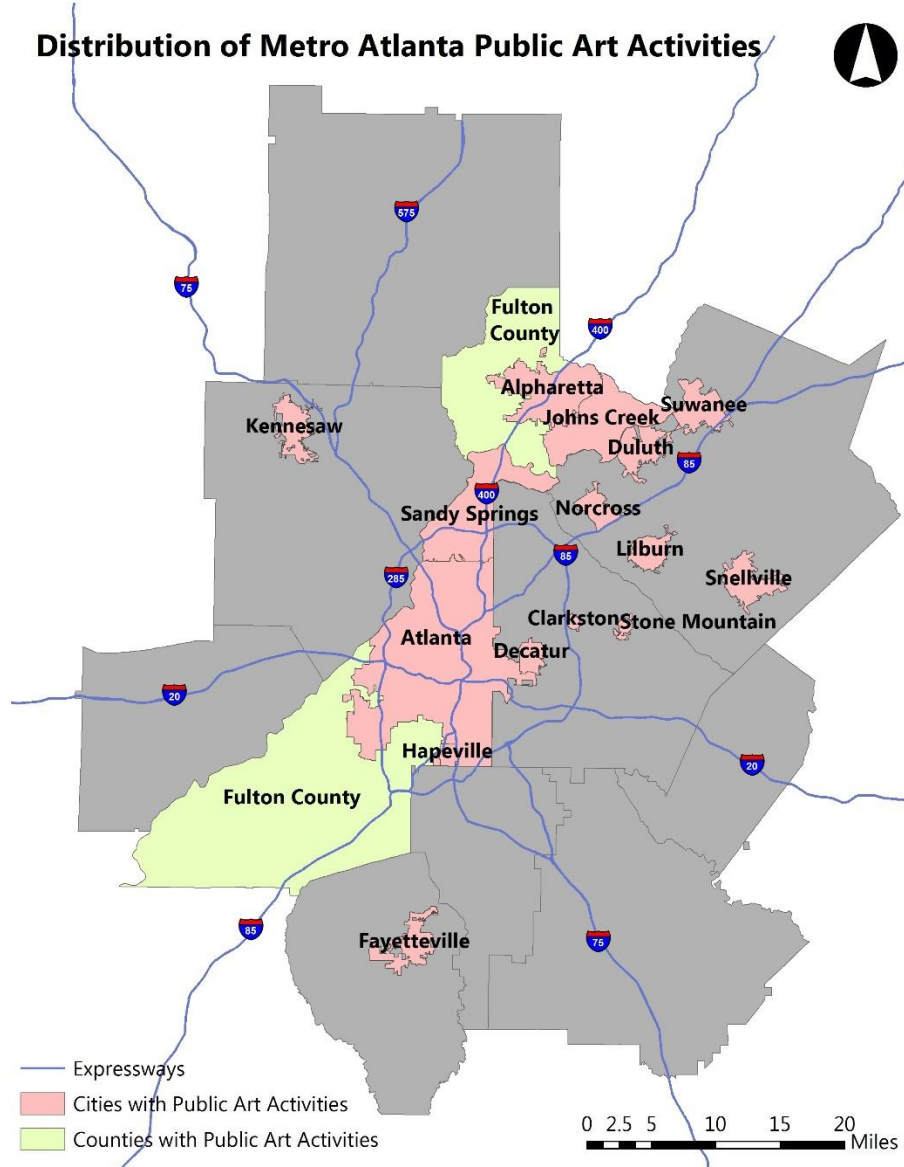 Distribution of Metro Atlanta Public Art Activities
575
75
Fulton
County
400
Alpharetta
Suwanee
Johns Creek
Kennesaw
Duluth
85
400
Sandy Springs
Norcross
Lilburn
85
285
Snellville
Clarkston
Stone Mountain
Atlanta
Decatur
20
Hapeville
20
Fulton County
85
Fayetteville
75
Expressways
Cities with Public Art Activities
Counties with Public Art Activities
0 2.5 5 10 15 20
Miles